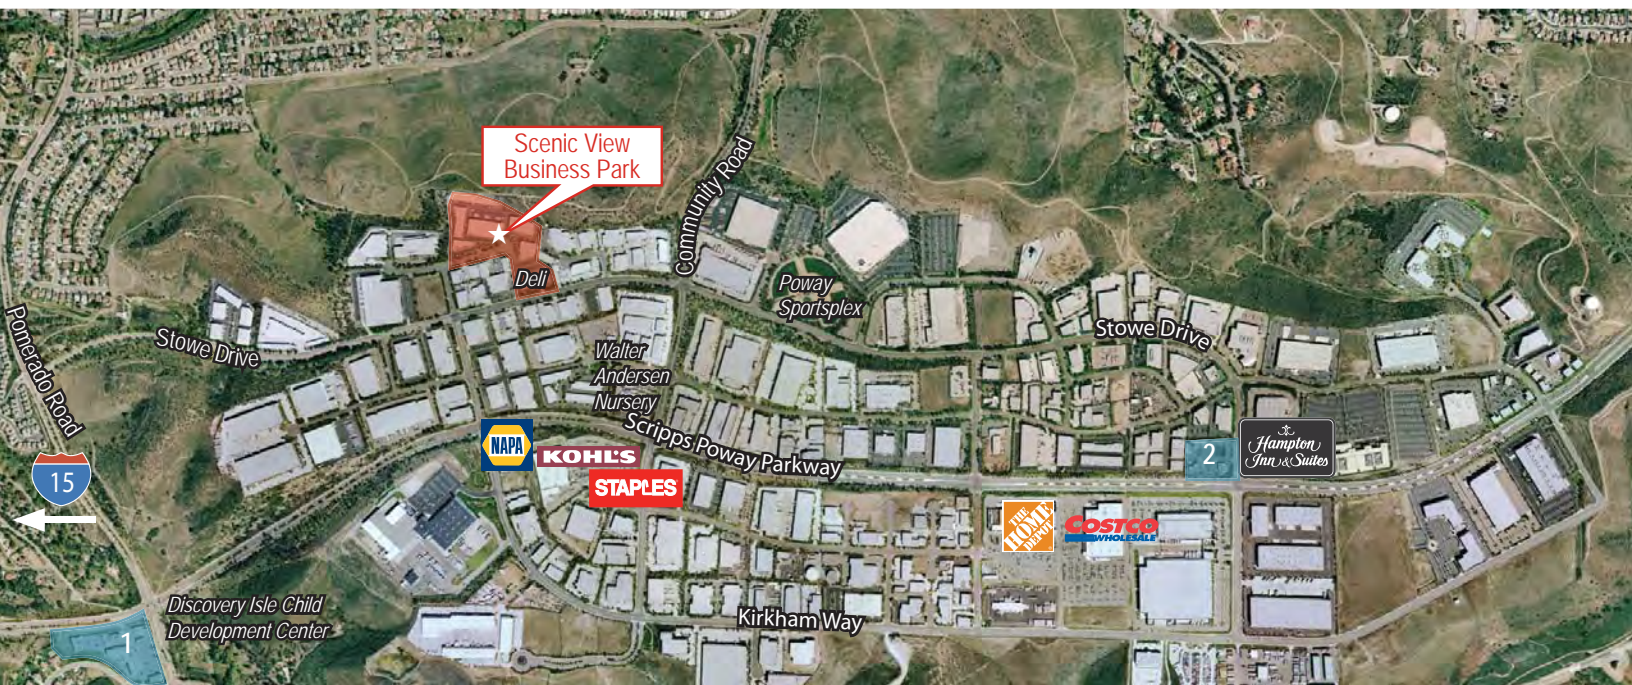 Scenic View
Business Park
Community Road
Deli
Poway
Sportsplex
Stowe Drive
Stowe Drive
Pomerado Road
Walter
Andersen
Nursery
Scripps Poway Parkway
NAPA
KOHL'S
STAPLES
2
Hampton
Inn & Suites
15
THE
HOME
DEPOT
COSTCO
WHOLESALE
Discovery Isle Child
Development Center
1
Kirkham Way